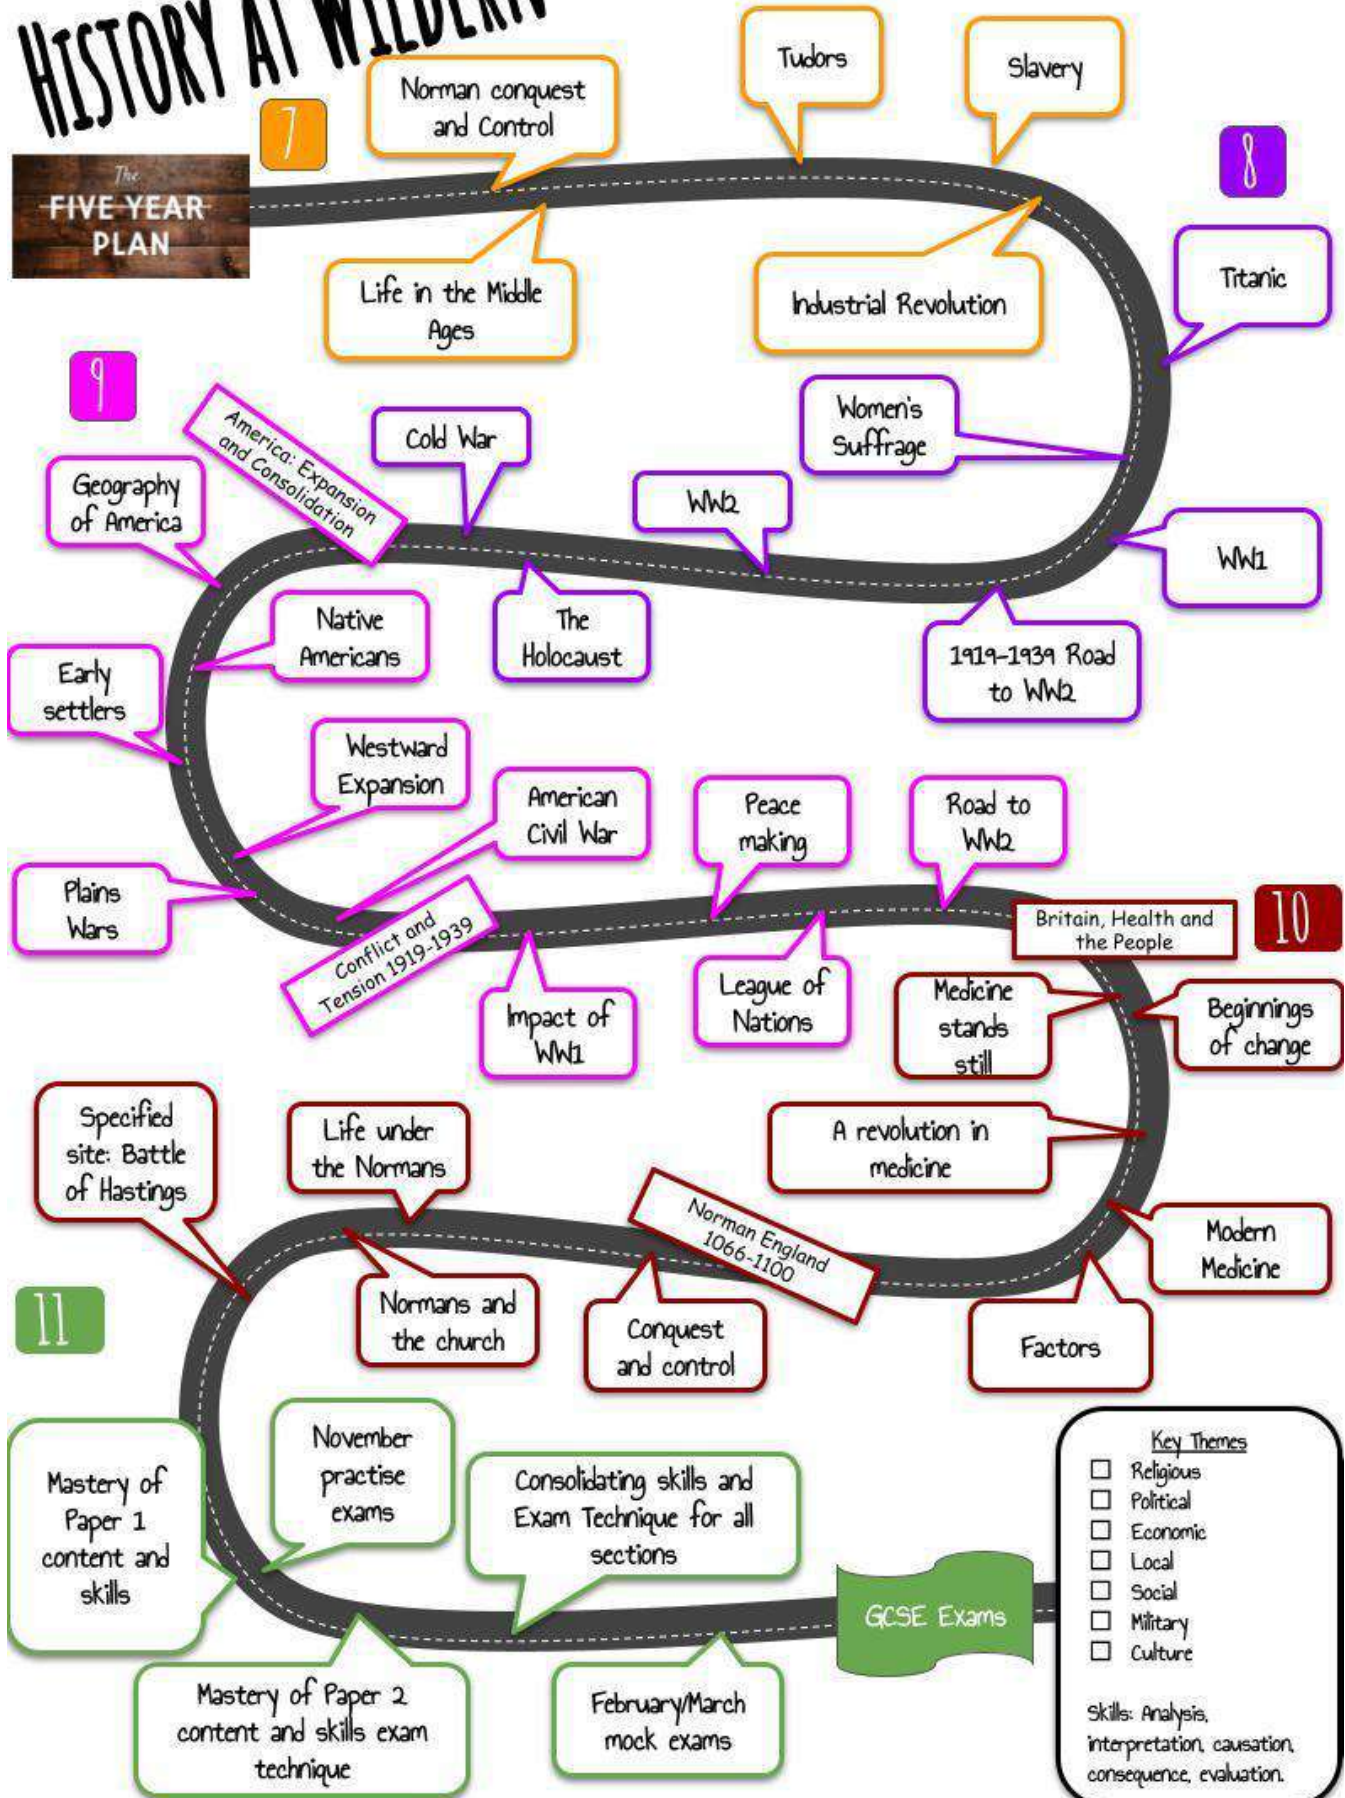 HISTORY AT WILDERN
7
Norman conquest
and Control
Tudors
Slavery
8
The
FIVE YEAR
PLAN
Life in the Middle
Ages
Industrial Revolution
Titanic
9
America: Expansion
and Consolidation
Cold War
Women's
Suffrage
Geography
of America
WW2
WW1
Native
Americans
The
Holocaust
1919-1939 Road
to WW2
Early
settlers
Westward
Expansion
American
Civil War
Peace
making
Road to
WW2
Plains
Wars
Conflict and
Tension 1919-1939
Impact of
WW1
League of
Nations
Britain, Health and
the People
10
Medicine
stands
still
Beginnings
of change
A revolution in
medicine
Modern
Medicine
Factors
Norman England
1066-1100
Conquest
and control
Life under
the Normans
Normans and
the church
Specified
site: Battle
of Hastings
11
Mastery of
Paper 1
content and
skills
November
practise
exams
Consolidating skills and
Exam Technique for all
sections
Mastery of Paper 2
content and skills exam
technique
February/March
mock exams
GCSE Exams
Key Themes
Religious
Political
Economic
Local
Social
Military
Culture
Skills: Analysis,
interpretation, causation,
consequence, evaluation.